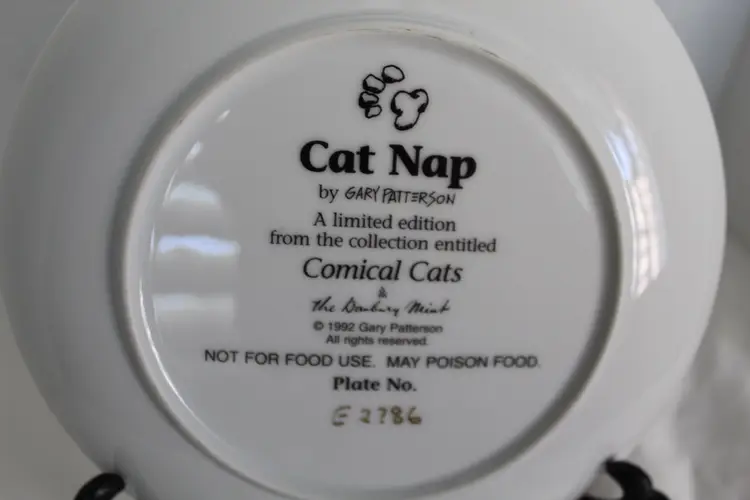 Cat Nap
by GARY PATTERSON
A limited edition
from the collection entitled
Comical Cats
&
The Danbury Mint
© 1992 Gary Patterson
All rights reserved.
NOT FOR FOOD USE. MAY POISON FOOD.
Plate No.
E2786